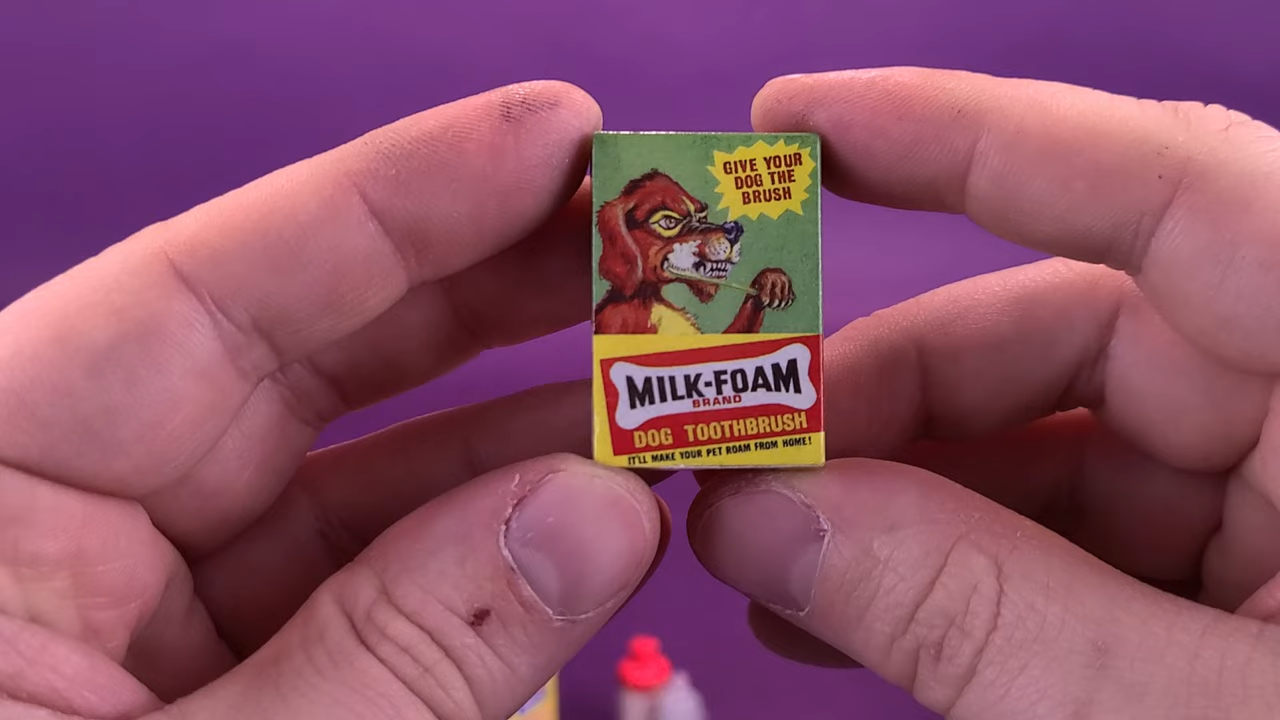 GIVE YOUR
DOG THE
BRUSH
MILK-FOAM
BRAND
DOG TOOTHBRUSH
IT'LL MAKE YOUR PET ROAM FROM HOME!